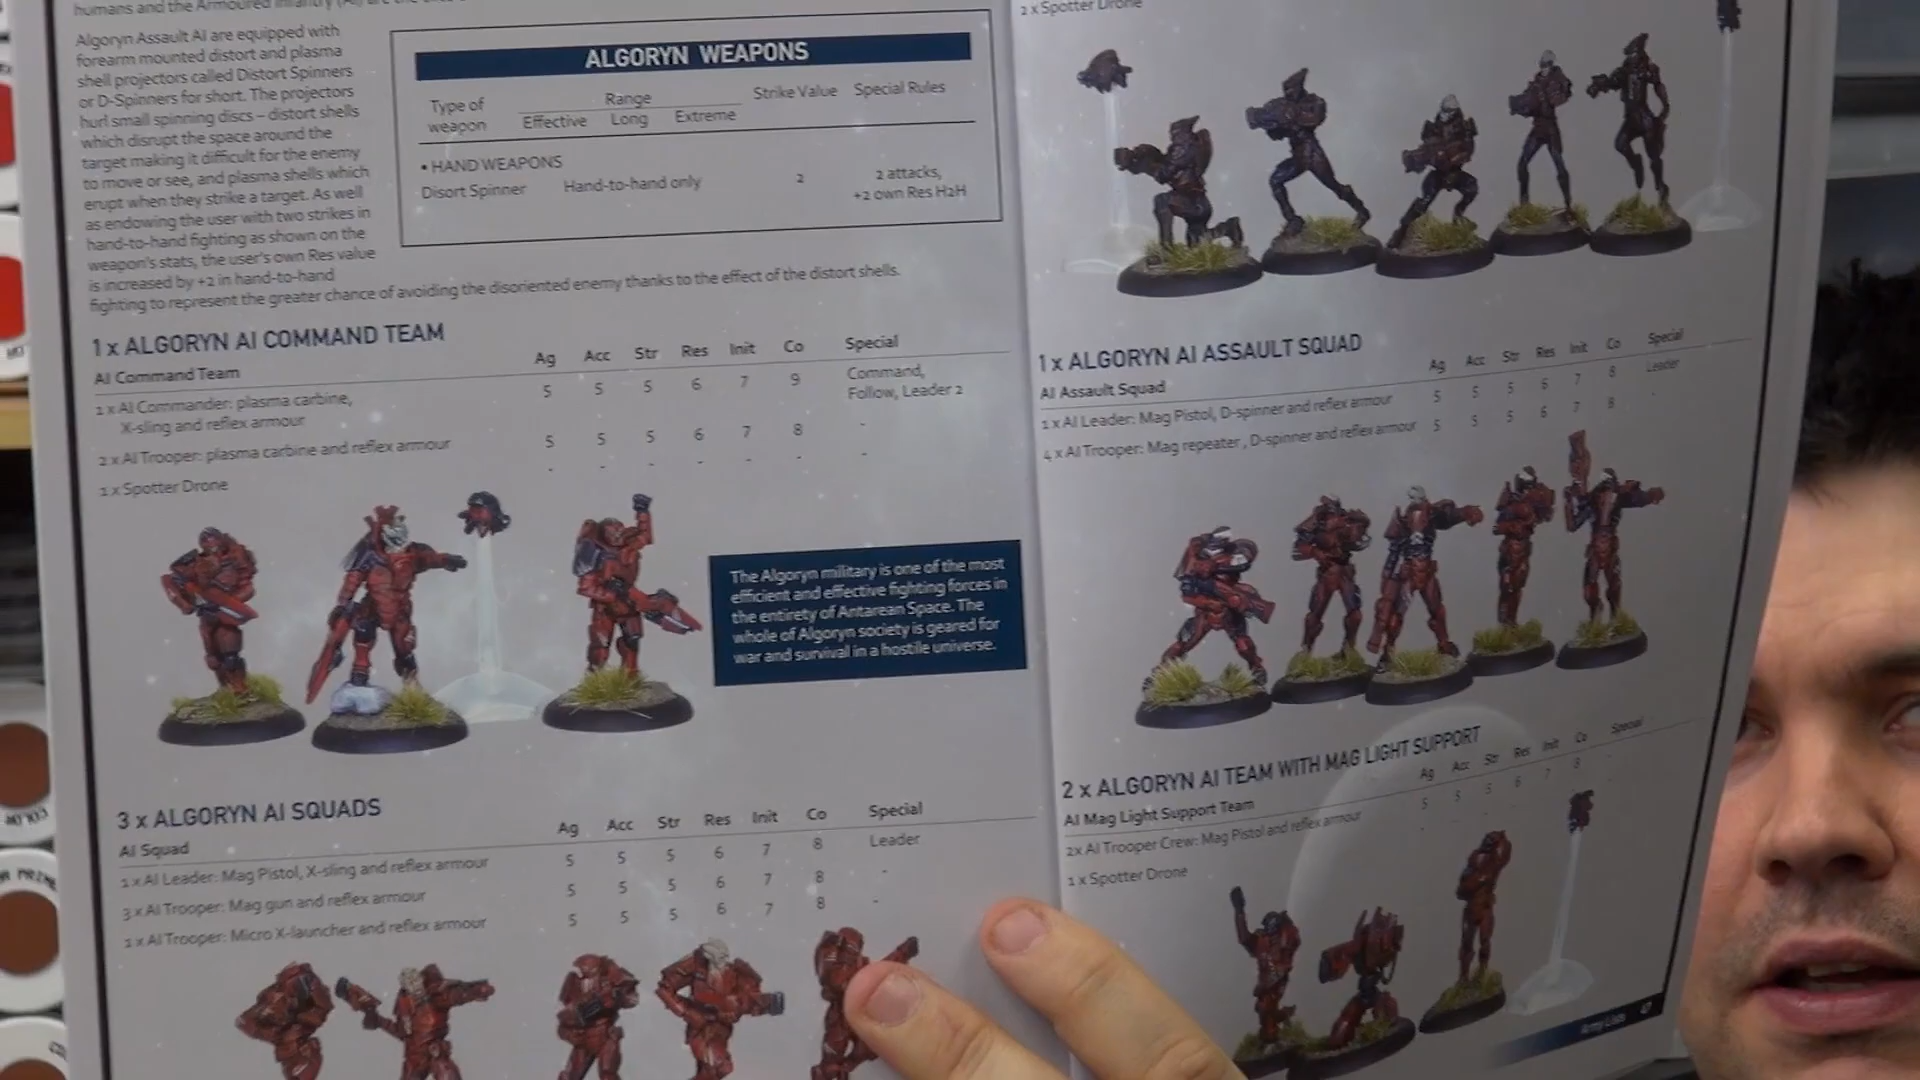 humans and the Armoured Infantry (AI) are the
Algoryn Assault AI are equipped with
forearm mounted distort and plasma
shell projectors called Distort Spinners
or D-Spinners for short. The projectors
hurl small spinning discs – distort shells
which disrupt the space around the
target making it difficult for the enemy
to move or see, and plasma shells which
erupt when they strike a target. As well
as endowing the user with two strikes in
hand-to-hand fighting as shown on the
weapon's stats, the user's own Res value
is increased by +2 in hand-to-hand
fighting to represent the greater chance of avoiding the disoriented enemy thanks to the effect of the distort shells.
ALGORYN WEAPONS
Type of weapon Range Strike Value Special Rules
Effective Long Extreme
• HAND WEAPONS
Disort Spinner Hand-to-hand only 2 2 attacks,
+2 own Res H2H
1 x ALGORYN AI COMMAND TEAM
AI Command Team Ag Acc Str Res Init Co Special
1 x AI Commander: plasma carbine, 5 5 5 6 7 9 Command,
X-sling and reflex armour Follow, Leader 2
2 x AI Trooper: plasma carbine and reflex armour 5 5 5 6 7 8 -
1 x Spotter Drone - - - - - - -
The Algoryn military is one of the most
efficient and effective fighting forces in
the entirety of Antarean Space. The
whole of Algoryn society is geared for
war and survival in a hostile universe.
3 x ALGORYN AI SQUADS
AI Squad Ag Acc Str Res Init Co Special
1 x AI Leader: Mag Pistol, X-sling and reflex armour 5 5 5 6 7 8 Leader
3 x AI Trooper: Mag gun and reflex armour 5 5 5 6 7 8 -
1 x AI Trooper: Micro X-launcher and reflex armour 5 5 5 6 7 8 -
2 x Spotter Drone
1 x ALGORYN AI ASSAULT SQUAD
AI Assault Squad Ag Acc Str Res Init Co Special
1 x AI Leader: Mag Pistol, D-spinner and reflex armour 5 5 5 6 7 8 Leader
4 x AI Trooper: Mag repeater, D-spinner and reflex armour 5 5 5 6 7 8 -
2 x ALGORYN AI TEAM WITH MAG LIGHT SUPPORT
AI Mag Light Support Team Ag Acc Str Res Init Co Special
2x AI Trooper Crew: Mag Pistol and reflex armour 5 5 5 6 7 8 -
1 x Spotter Drone
Army Lists